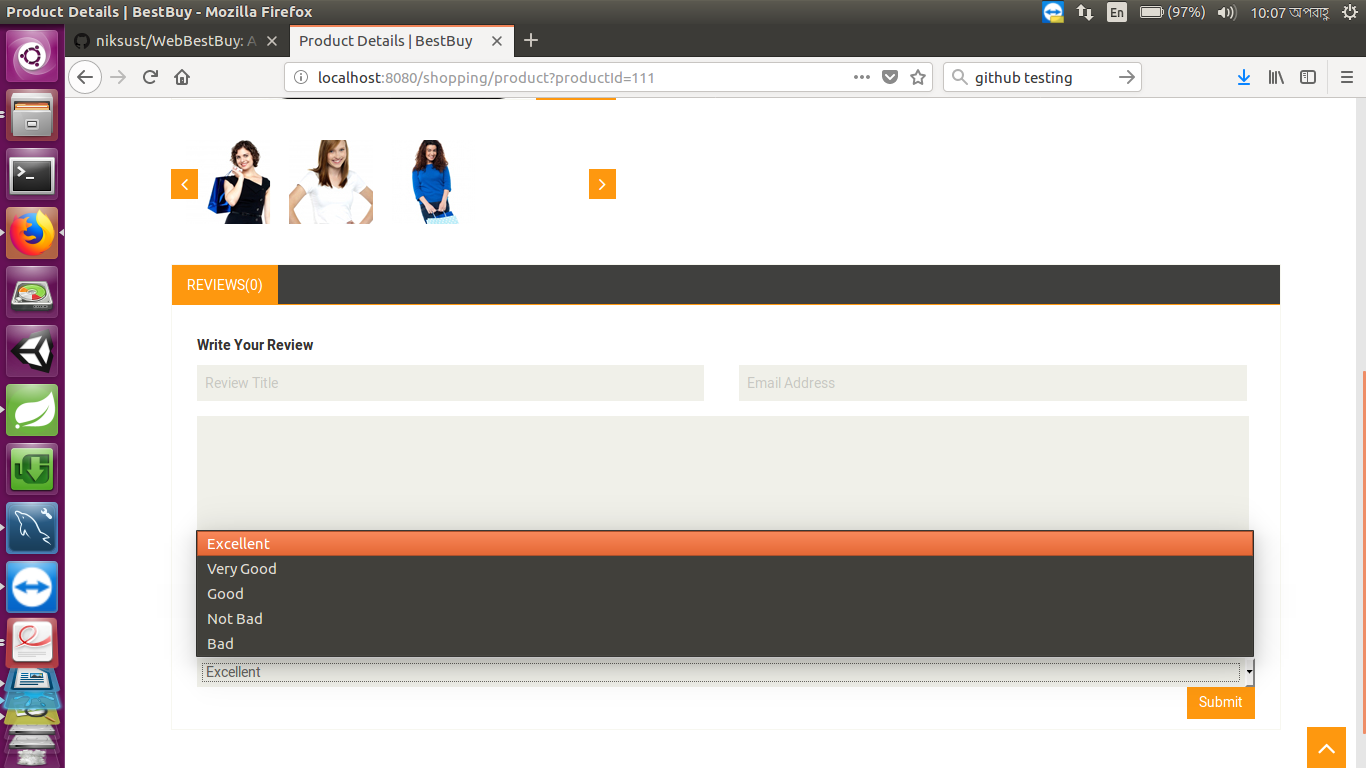 Product Details | BestBuy - Mozilla Firefox
En
(97%)
10:07 অপরাহ্ণ
niksust/WebBestBuy: A
Product Details | BestBuy
localhost:8080/shopping/product?productId=111
github testing
REVIEWS(0)
Write Your Review
Review Title
Email Address
Excellent
Very Good
Good
Not Bad
Bad
Excellent
Submit